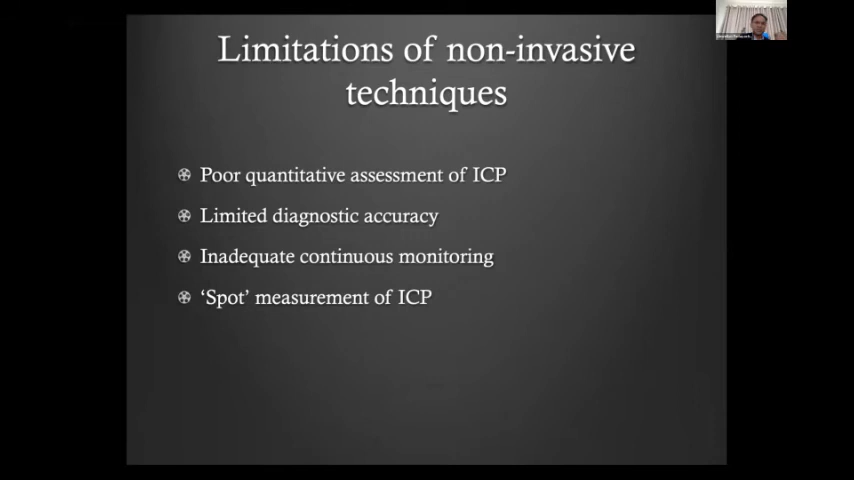 Limitations of non-invasive
techniques
Poor quantitative assessment of ICP
Limited diagnostic accuracy
Inadequate continuous monitoring
‘Spot’ measurement of ICP